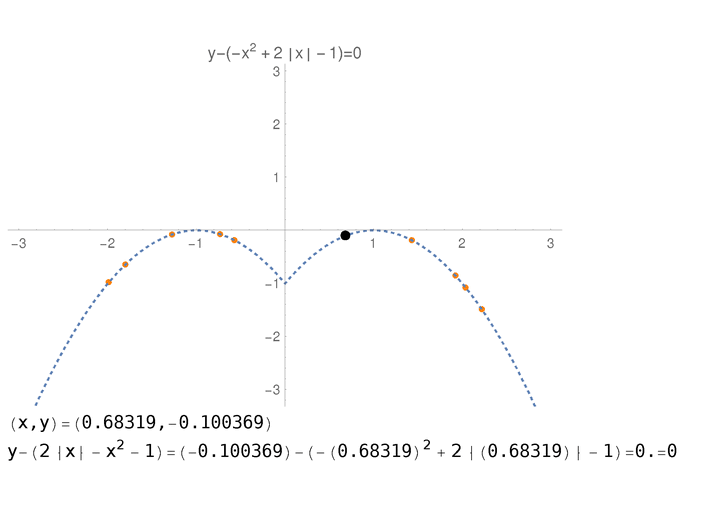 y−(−x² + 2 |x| − 1)=0
3
2
1
−3 −2 −1 1 2 3
−1
−2
−3
(x,y)=(0.68319,−0.100369)
y−(2 |x| − x² − 1)=(−0.100369)−(−(0.68319)² + 2 |(0.68319)| − 1)=0.=0